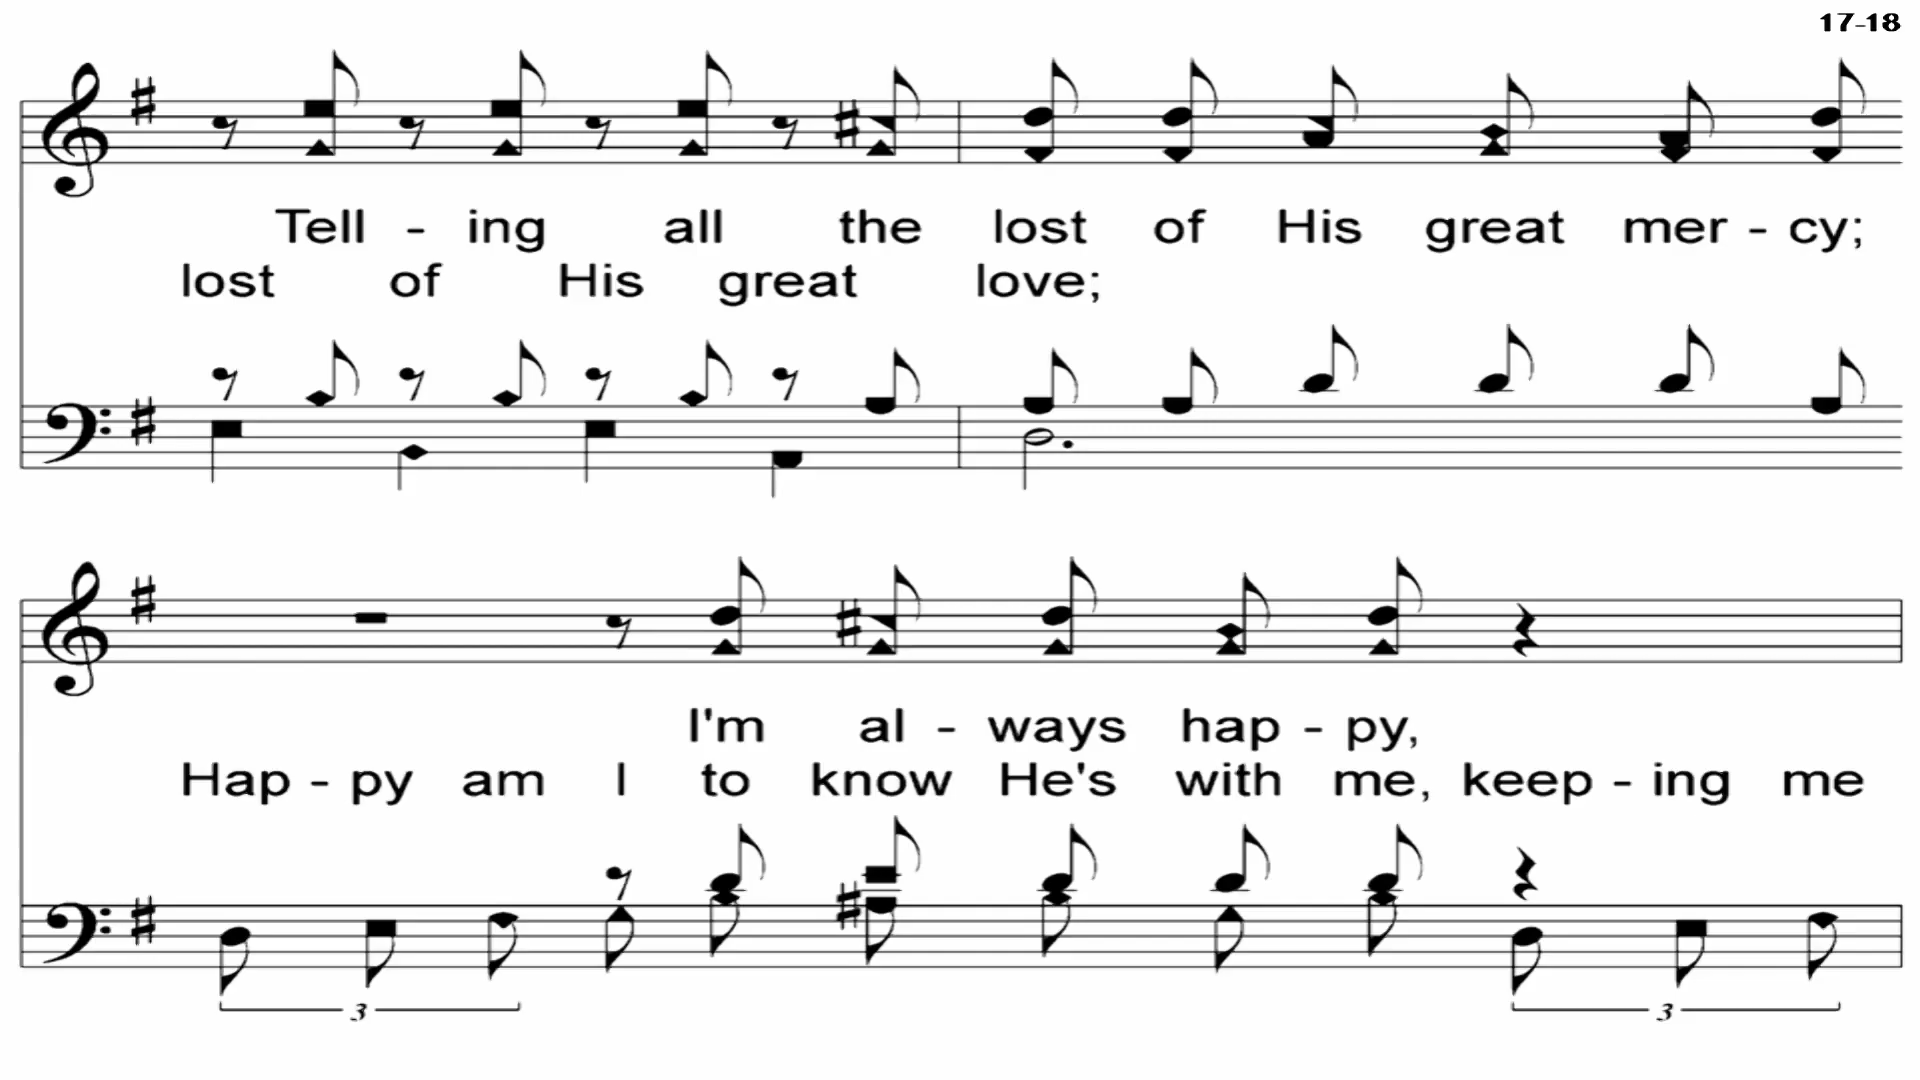 17-18
Tell - ing all the lost of His great mer - cy;
lost of His great love;
I'm al - ways hap - py,
Hap - py am I to know He's with me, keep - ing me
3 3